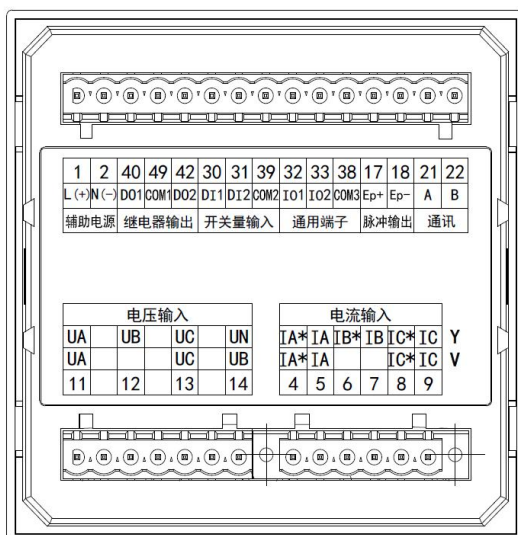 1 2 40 49 42 30 31 39 32 33 38 17 18 21 22
L(+) N(-) DO1 COM1 DO2 DI1 DI2 COM2 IO1 IO2 COM3 Ep+ Ep- A B
辅助电源 继电器输出 开关量输入 通用端子 脉冲输出 通讯
电压输入 电流输入
UA UB UC UN IA* IA IB* IB IC* IC Y
UA UC UB IA* IA IC* IC V
11 12 13 14 4 5 6 7 8 9